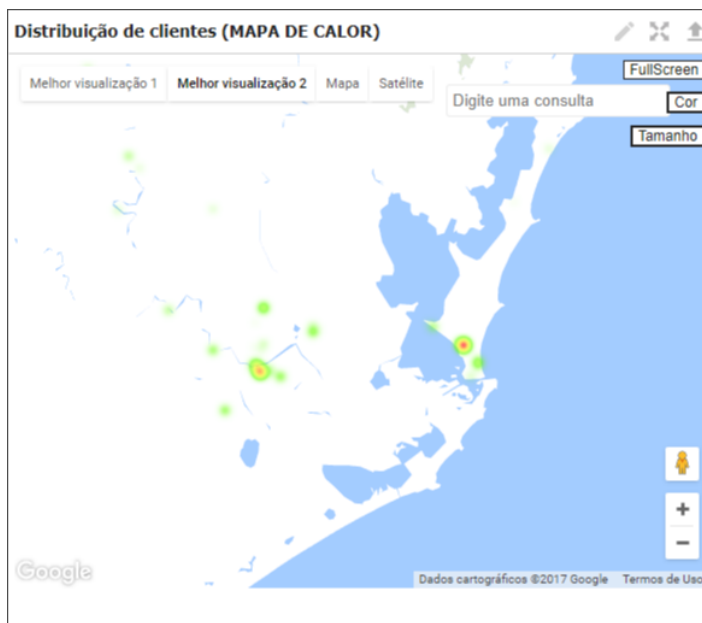 Distribuição de clientes (MAPA DE CALOR)
FullScreen
Melhor visualização 1 Melhor visualização 2 Mapa Satélite
Digite uma consulta
Cor
Tamanho
Google
Dados cartográficos ©2017 Google Termos de Uso